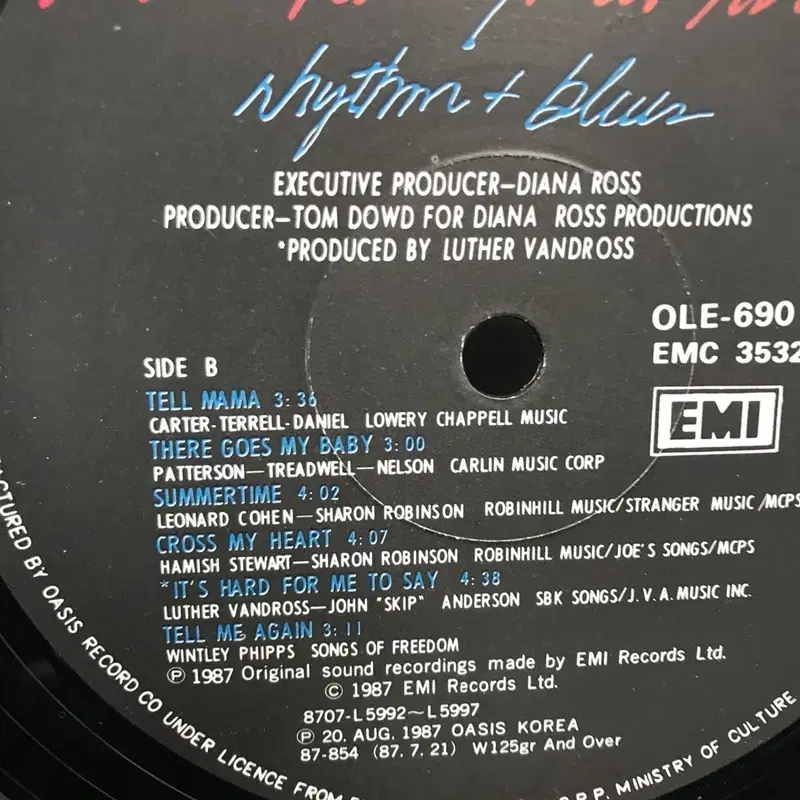 rhythm + blues
EXECUTIVE PRODUCER–DIANA ROSS
PRODUCER–TOM DOWD FOR DIANA ROSS PRODUCTIONS
*PRODUCED BY LUTHER VANDROSS
OLE-690
EMC 3532
EMI
SIDE B
TELL MAMA 3:36
CARTER-TERRELL-DANIEL LOWERY CHAPPELL MUSIC
THERE GOES MY BABY 3:00
PATTERSON—TREADWELL—NELSON CARLIN MUSIC CORP
SUMMERTIME 4:02
LEONARD COHEN—SHARON ROBINSON ROBINHILL MUSIC/STRANGER MUSIC/MCPS
CROSS MY HEART 4:07
HAMISH STEWART—SHARON ROBINSON ROBINHILL MUSIC/JOE'S SONGS/MCPS
*IT'S HARD FOR ME TO SAY 4:38
LUTHER VANDROSS—JOHN "SKIP" ANDERSON SBK SONGS/J.V.A.MUSIC INC.
TELL ME AGAIN 3:11
WINTLEY PHIPPS SONGS OF FREEDOM
℗ 1987 Original sound recordings made by EMI Records Ltd.
© 1987 EMI Records Ltd.
8707-L5992~L5997
℗ 20. AUG. 1987 OASIS KOREA
87-854 (87.7.21) W125gr And Over
BY OASIS RECORD CO UNDER LICENCE FROM
MINISTRY OF CULTURE